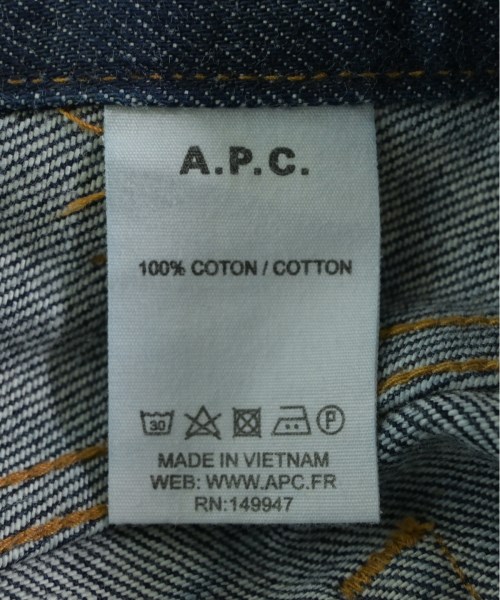 A.P.C.
100% COTON / COTTON
30 P
MADE IN VIETNAM
WEB: WWW.APC.FR
RN:149947